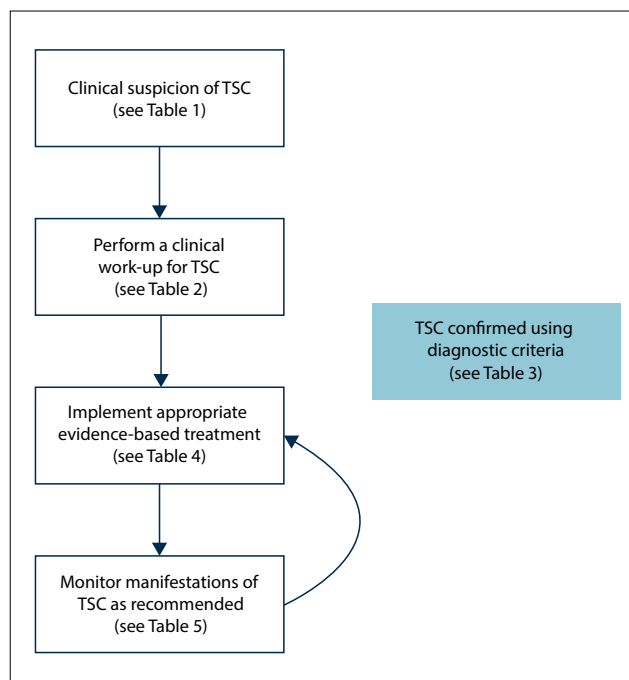 Clinical suspicion of TSC
(see Table 1)
Perform a clinical
work-up for TSC
(see Table 2)
TSC confirmed using
diagnostic criteria
(see Table 3)
Implement appropriate
evidence-based treatment
(see Table 4)
Monitor manifestations of
TSC as recommended
(see Table 5)